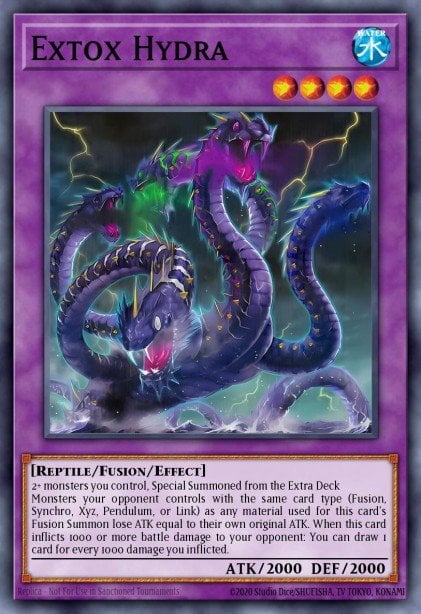 Extox Hydra
WATER
水
[Reptile/Fusion/Effect]
2+ monsters you control, Special Summoned from the Extra Deck
Monsters your opponent controls with the same card type (Fusion,
Synchro, Xyz, Pendulum, or Link) as any material used for this card's
Fusion Summon lose ATK equal to their own original ATK. When this card
inflicts 1000 or more battle damage to your opponent: You can draw 1
card for every 1000 damage you inflicted.
ATK/2000 DEF/2000
Replica - Not For Use in Sanctioned Tournaments
©2020 Studio Dice/SHUEISHA, TV TOKYO, KONAMI